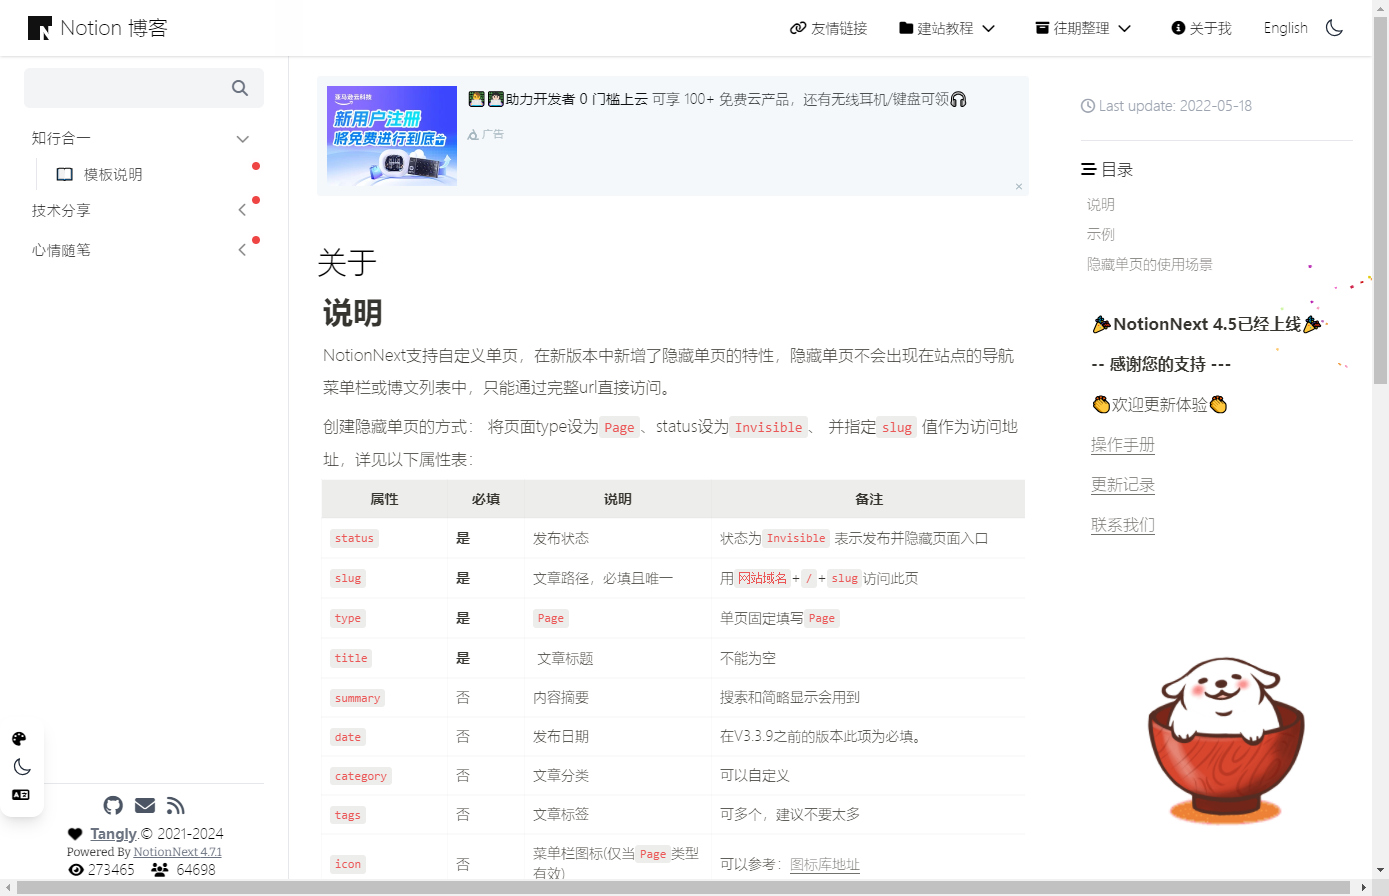 Notion 博客
友情链接
建站教程
往期整理
关于我
English
知行合一
模板说明
技术分享
心情随笔
亚马逊云科技
新用户注册
将免费进行到底
助力开发者 0 门槛上云 可享 100+ 免费云产品，还有无线耳机/键盘可领
广告
×
Last update: 2022-05-18
目录
说明
示例
隐藏单页的使用场景
关于
说明
NotionNext支持自定义单页，在新版本中新增了隐藏单页的特性，隐藏单页不会出现在站点的导航
菜单栏或博文列表中，只能通过完整url直接访问。
创建隐藏单页的方式： 将页面type设为Page、status设为Invisible、 并指定slug 值作为访问地
址，详见以下属性表：
属性 必填 说明 备注
status 是 发布状态 状态为Invisible 表示发布并隐藏页面入口
slug 是 文章路径，必填且唯一 用网站域名+/+slug访问此页
type 是 Page 单页固定填写Page
title 是 文章标题 不能为空
summary 否 内容摘要 搜索和简略显示会用到
date 否 发布日期 在V3.3.9之前的版本此项为必填。
category 否 文章分类 可以自定义
tags 否 文章标签 可多个，建议不要太多
icon 否 菜单栏图标(仅当Page类型
有效) 可以参考：图标库地址
🎉NotionNext 4.5已经上线🎉
-- 感谢您的支持 ---
👏欢迎更新体验👏
操作手册
更新记录
联系我们
Tangly © 2021-2024
Powered By NotionNext 4.7.1
273465 64698